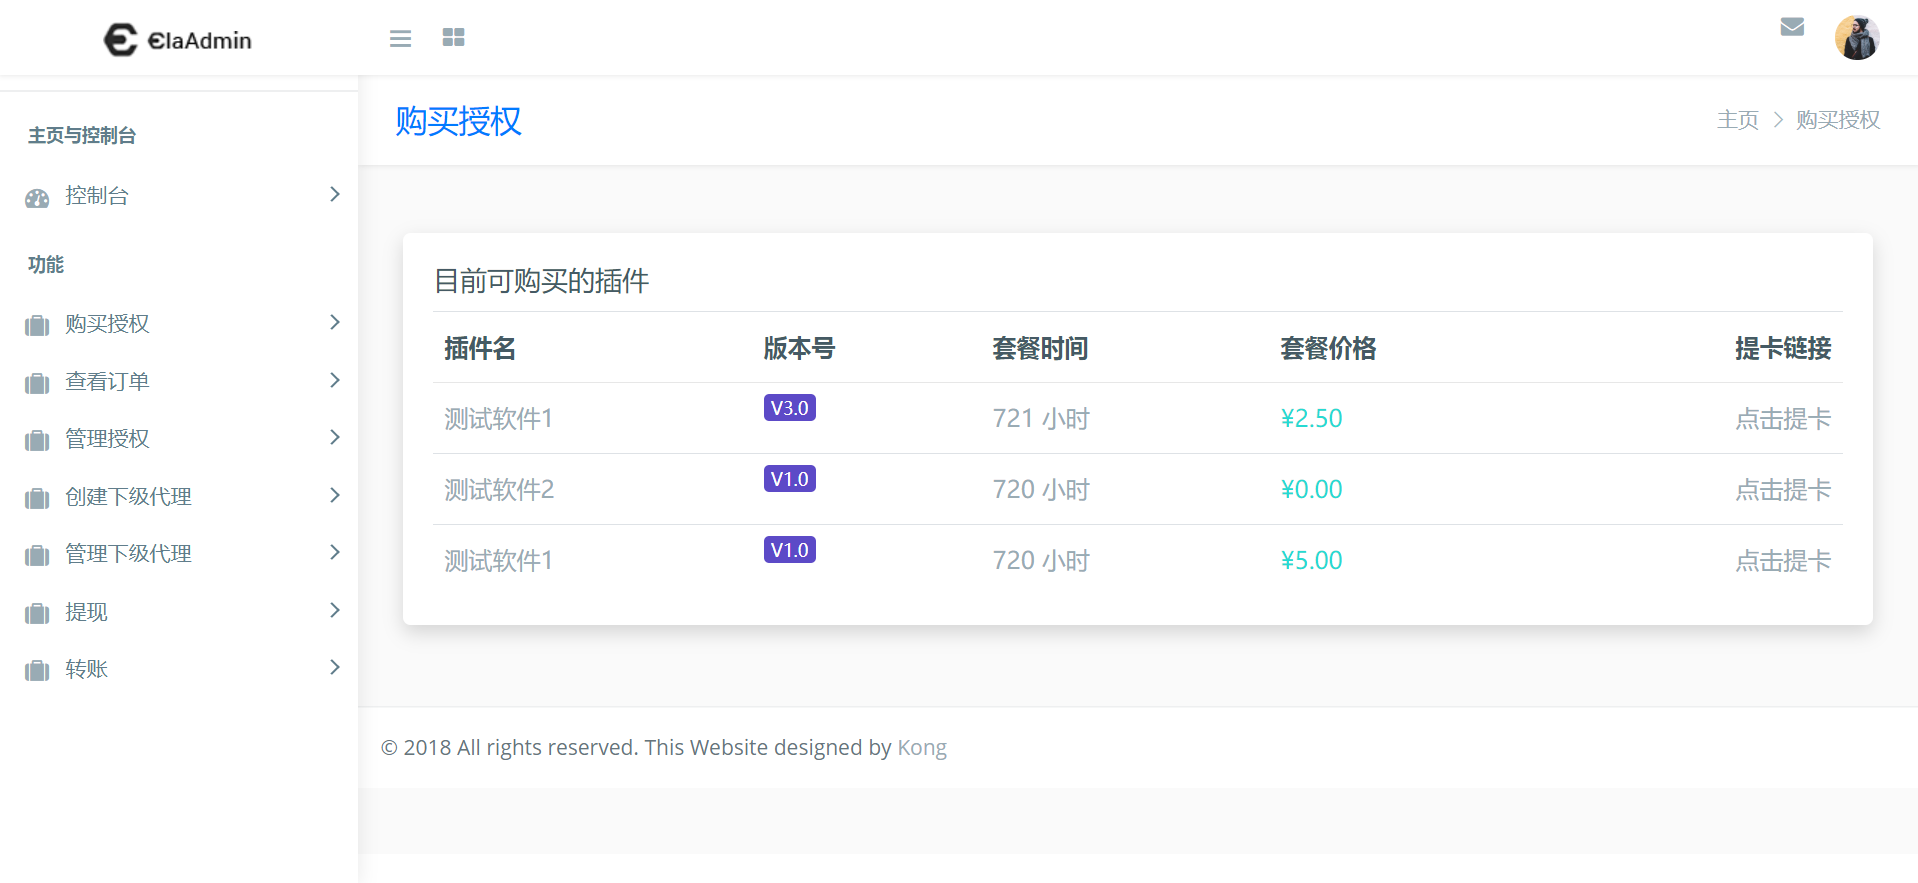 ElaAdmin
主页与控制台
控制台
功能
购买授权
查看订单
管理授权
创建下级代理
管理下级代理
提现
转账
购买授权
主页 > 购买授权
目前可购买的插件
插件名 版本号 套餐时间 套餐价格 提卡链接
测试软件1 V3.0 721 小时 ¥2.50 点击提卡
测试软件2 V1.0 720 小时 ¥0.00 点击提卡
测试软件1 V1.0 720 小时 ¥5.00 点击提卡
© 2018 All rights reserved. This Website designed by Kong